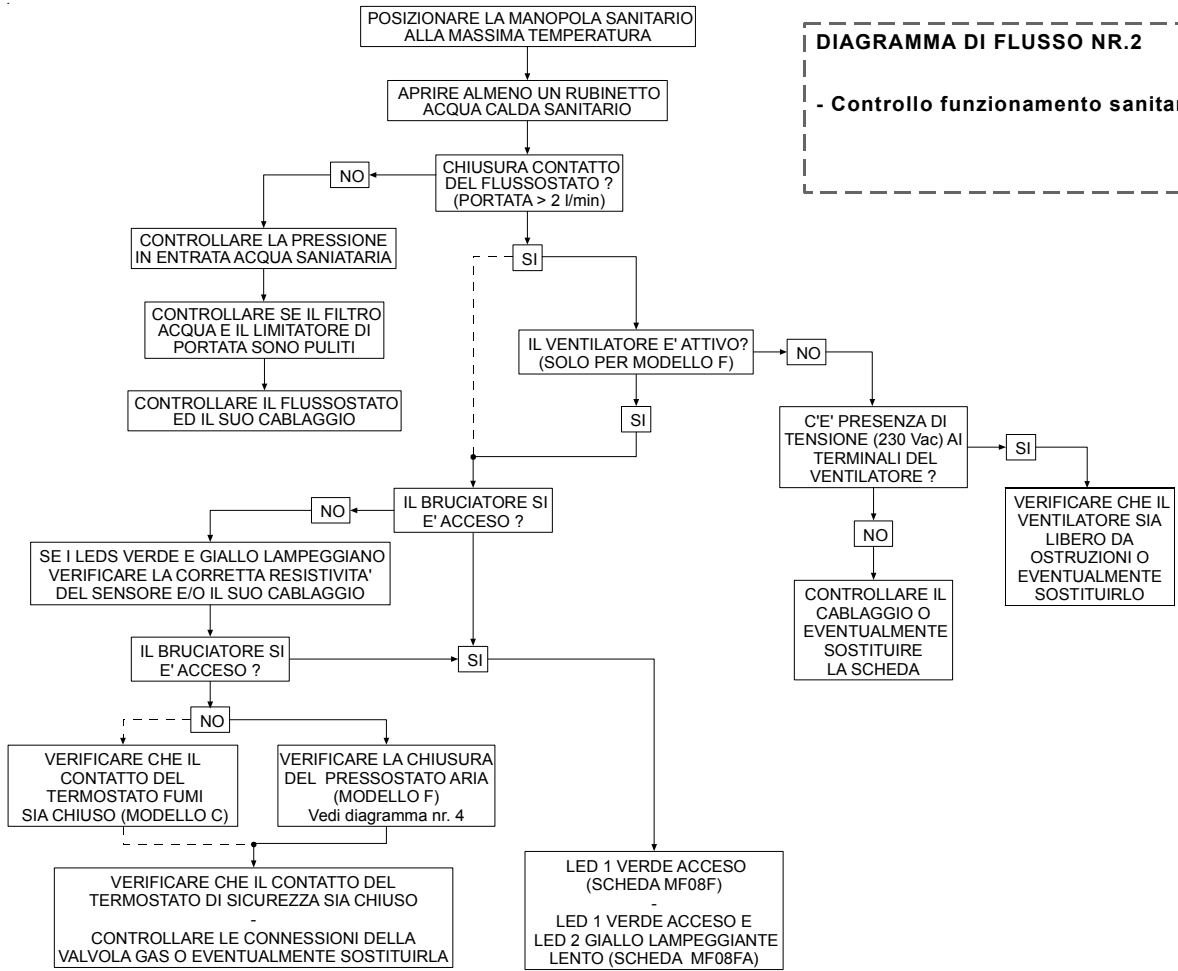 POSIZIONARE LA MANOPOLA SANITARIO
ALLA MASSIMA TEMPERATURA
DIAGRAMMA DI FLUSSO NR.2
- Controllo funzionamento
APRIRE ALMENO UN RUBINETTO
ACQUA CALDA SANITARIO
CHIUSURA CONTATTO
DEL FLUSSOSTATO ?
(PORTATA > 2 l/min)
NO
SI
CONTROLLARE LA PRESSIONE
IN ENTRATA ACQUA SANIATARIA
CONTROLLARE SE IL FILTRO
ACQUA E IL LIMITATORE DI
PORTATA SONO PULITI
CONTROLLARE IL FLUSSOSTATO
ED IL SUO CABLAGGIO
IL VENTILATORE E' ATTIVO?
(SOLO PER MODELLO F)
NO
SI
C'E' PRESENZA DI
TENSIONE (230 Vac) AI
TERMINALI DEL
VENTILATORE ?
SI
NO
VERIFICARE CHE IL
VENTILATORE SIA
LIBERO DA
OSTRUZIONI O
EVENTUALMENTE
SOSTITUIRLO
CONTROLLARE IL
CABLAGGIO O
EVENTUALMENTE
SOSTITUIRE
LA SCHEDA
IL BRUCIATORE SI
E' ACCESO ?
NO
SE I LEDS VERDE E GIALLO LAMPEGGIANO
VERIFICARE LA CORRETTA RESISTIVITA'
DEL SENSORE E/O IL SUO CABLAGGIO
IL BRUCIATORE SI
E' ACCESO ?
SI
NO
VERIFICARE CHE IL
CONTATTO DEL
TERMOSTATO FUMI
SIA CHIUSO (MODELLO C)
VERIFICARE LA CHIUSURA
DEL PRESSOSTATO ARIA
(MODELLO F)
Vedi diagramma nr. 4
VERIFICARE CHE IL CONTATTO DEL
TERMOSTATO DI SICUREZZA SIA CHIUSO
-
CONTROLLARE LE CONNESSIONI DELLA
VALVOLA GAS O EVENTUALMENTE SOSTITUIRLA
LED 1 VERDE ACCESO
(SCHEDA MF08F)
-
LED 1 VERDE ACCESO E
LED 2 GIALLO LAMPEGGIANTE
LENTO (SCHEDA MF08FA)